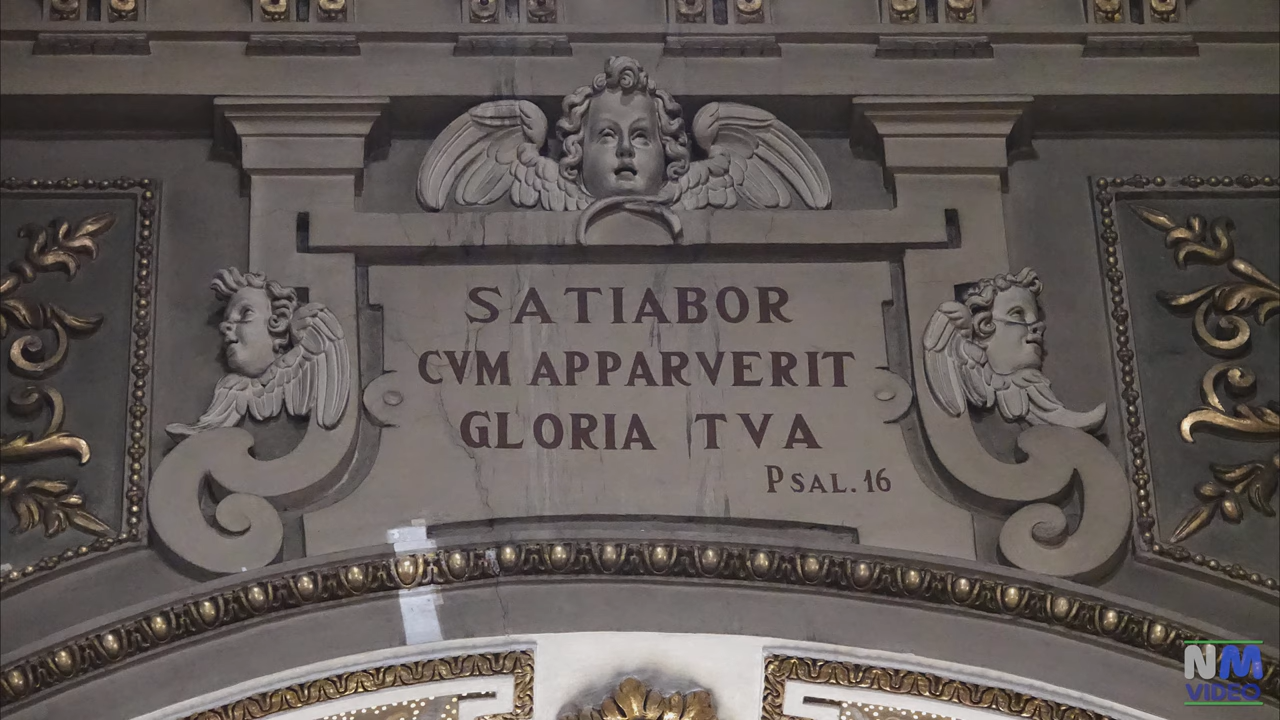 SATIABOR
CVM APPARVERIT
GLORIA TVA
PSAL. 16
NM
VIDEO